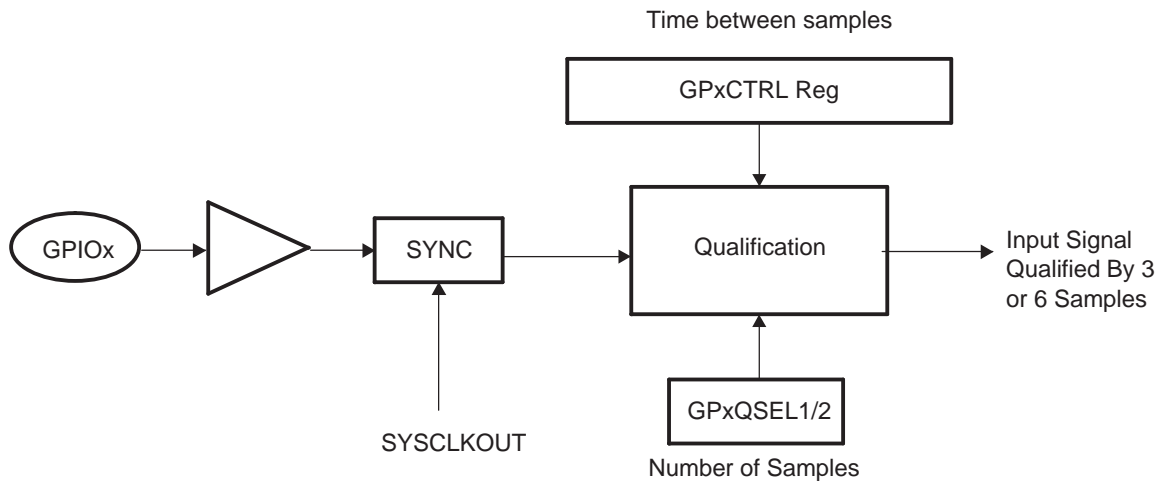 Time between samples
GPxCTRL Reg
GPIOx
SYNC
Qualification
Input Signal
Qualified By 3
or 6 Samples
GPxQSEL1/2
SYSCLKOUT
Number of Samples